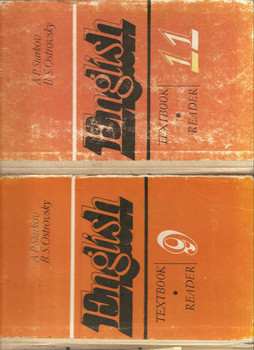 A.P. Starkov
B.S. Ostrovsky
English
TEXTBOOK
READER
11
A.P. Starkov
B.S. Ostrovsky
English
TEXTBOOK
READER
9